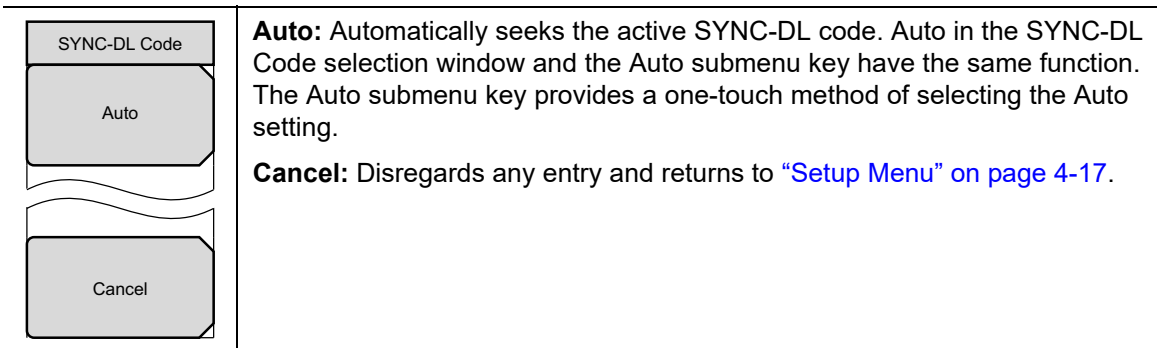 SYNC-DL Code
Auto
Cancel
Auto: Automatically seeks the active SYNC-DL code. Auto in the SYNC-DL
Code selection window and the Auto submenu key have the same function.
The Auto submenu key provides a one-touch method of selecting the Auto
setting.
Cancel: Disregards any entry and returns to “Setup Menu” on page 4-17.